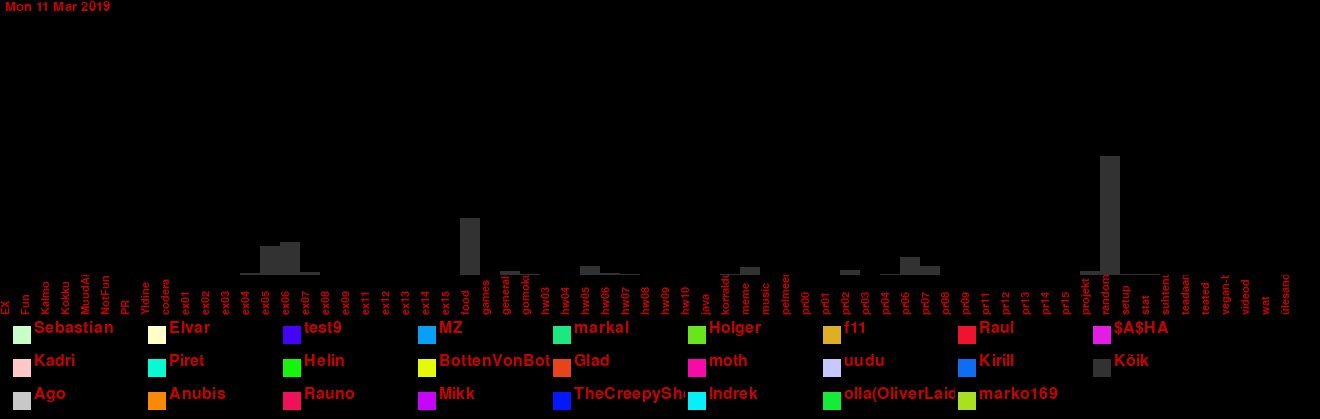 Mon 11 Mar 2019
EX Fun Kalmo Kokku MuudAi NotFun PR Yldine codera ex01 ex02 ex03 ex04 ex05 ex06 ex07 ex08 ex09 ex11 ex12 ex13 ex14 ex15 food games general gomoku hw03 hw04 hw05 hw06 hw07 hw08 hw09 hw10 java korraldu meme music pelmeen pr00 pr01 pr02 pr03 pr04 pr06 pr07 pr08 pr09 pr11 pr12 pr13 pr14 pr15 projekt random setup stat suhtenu teadaan teated vegan-t videod wat ülesand
Sebastian Elvar test9 MZ markal Holger f11 Raul $A$HA
Kadri Piret Helin BottenVonBot Glad moth uudu Kirill Kõik
Ago Anubis Rauno Mikk TheCreepyShe Indrek olla(OliverLaid marko169